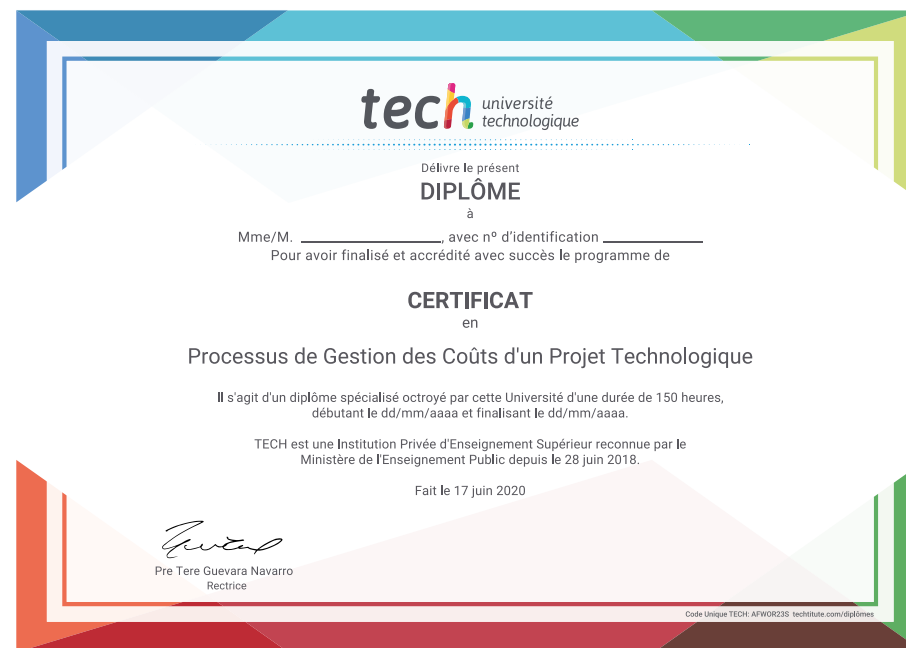 tech université
technologique
Délivre le présent
DIPLÔME
à
Mme/M. ____________________, avec nº d'identification ______________
Pour avoir finalisé et accrédité avec succès le programme de
CERTIFICAT
en
Processus de Gestion des Coûts d'un Projet Technologique
Il s'agit d'un diplôme spécialisé octroyé par cette Université d'une durée de 150 heures,
débutant le dd/mm/aaaa et finalisant le dd/mm/aaaa.
TECH est une Institution Privée d'Enseignement Supérieur reconnue par le
Ministère de l'Enseignement Public depuis le 28 juin 2018.
Fait le 17 juin 2020
Pre Tere Guevara Navarro
Rectrice
Code Unique TECH: AFWOR23S techtitute.com/diplômes